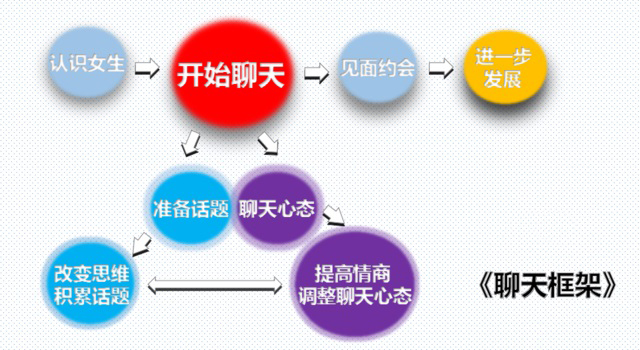 认识女生
开始聊天
见面约会
进一步
发展
准备话题
聊天心态
改变思维
积累话题
提高情商
调整聊天心态
《聊天框架》